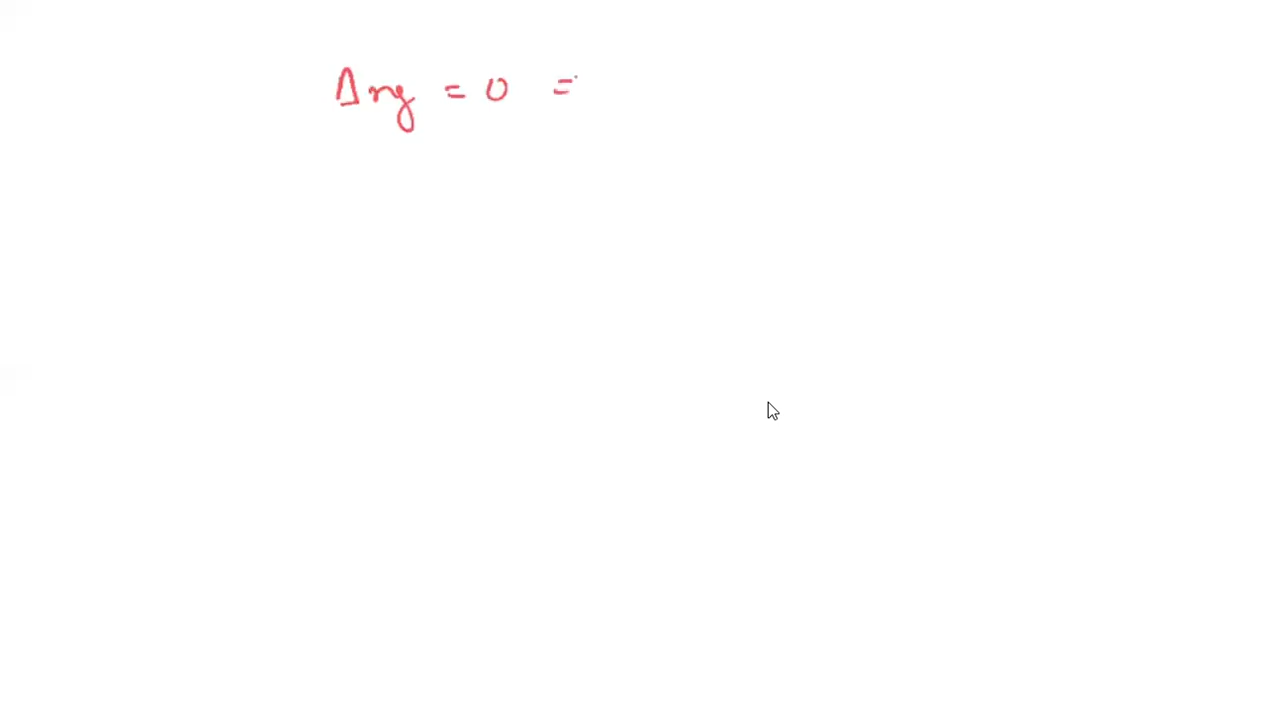 Δng = 0 =